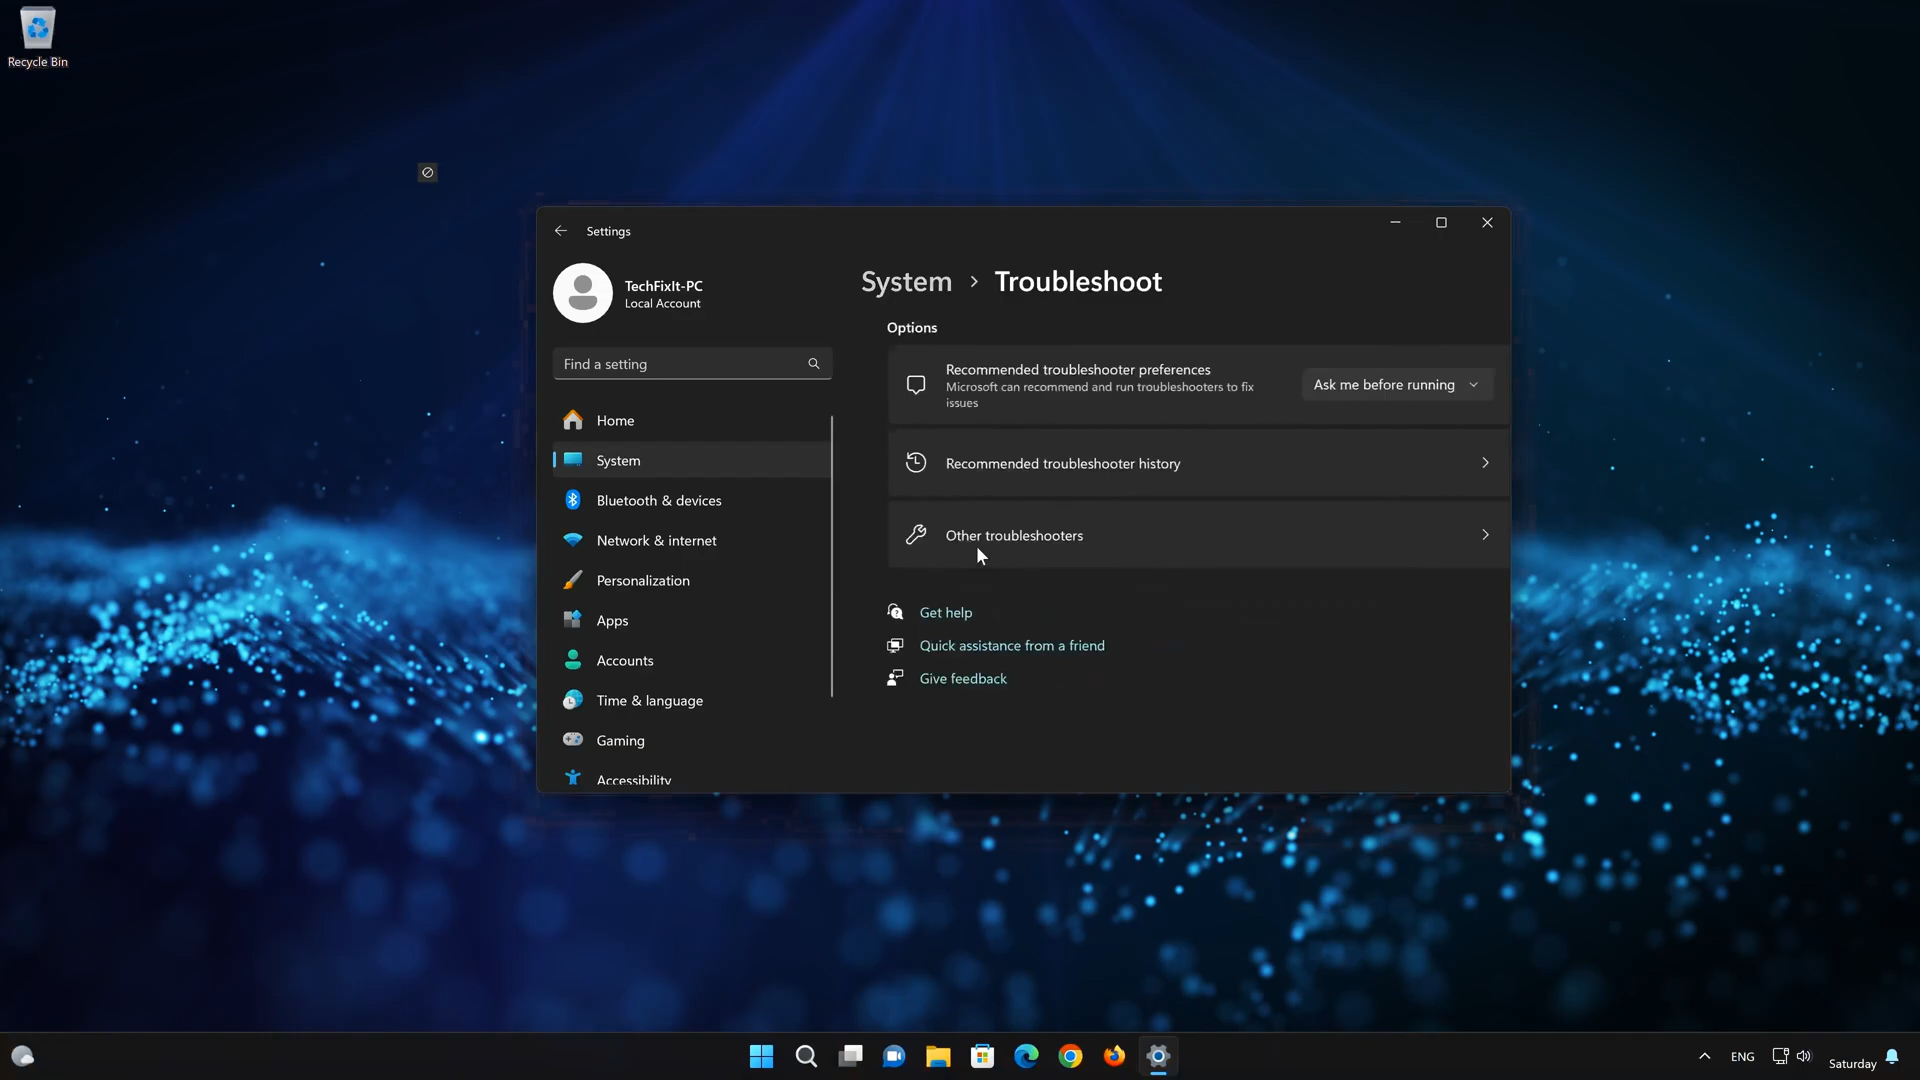 Recycle Bin
Settings
TechFixIt-PC
Local Account
Find a setting
Home
System
Bluetooth & devices
Network & internet
Personalization
Apps
Accounts
Time & language
Gaming
Accessibility
System > Troubleshoot
Options
Recommended troubleshooter preferences
Microsoft can recommend and run troubleshooters to fix
issues
Ask me before running
Recommended troubleshooter history
Other troubleshooters
Get help
Quick assistance from a friend
Give feedback
ENG
Saturday